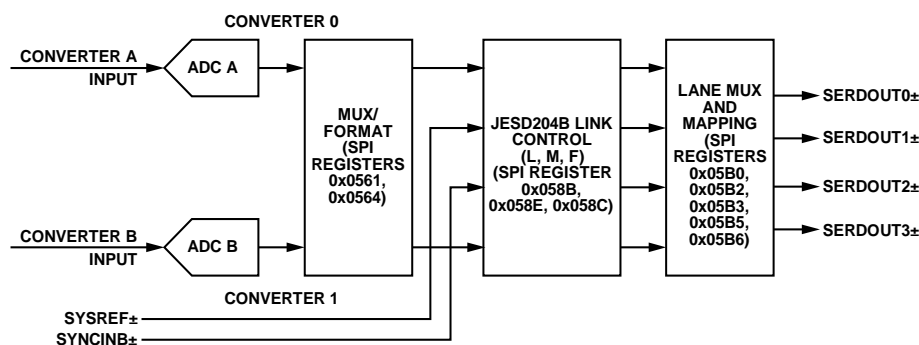 CONVERTER 0
CONVERTER A
INPUT
ADC A
MUX/
FORMAT
(SPI
REGISTERS
0x0561,
0x0564)
JESD204B LINK
CONTROL
(L, M, F)
(SPI REGISTER
0x058B,
0x058E, 0x058C)
LANE MUX
AND
MAPPING
(SPI
REGISTERS
0x05B0,
0x05B2,
0x05B3,
0x05B5,
0x05B6)
SERDOUT0±
SERDOUT1±
SERDOUT2±
SERDOUT3±
CONVERTER B
INPUT
ADC B
CONVERTER 1
SYSREF±
SYNCINB±